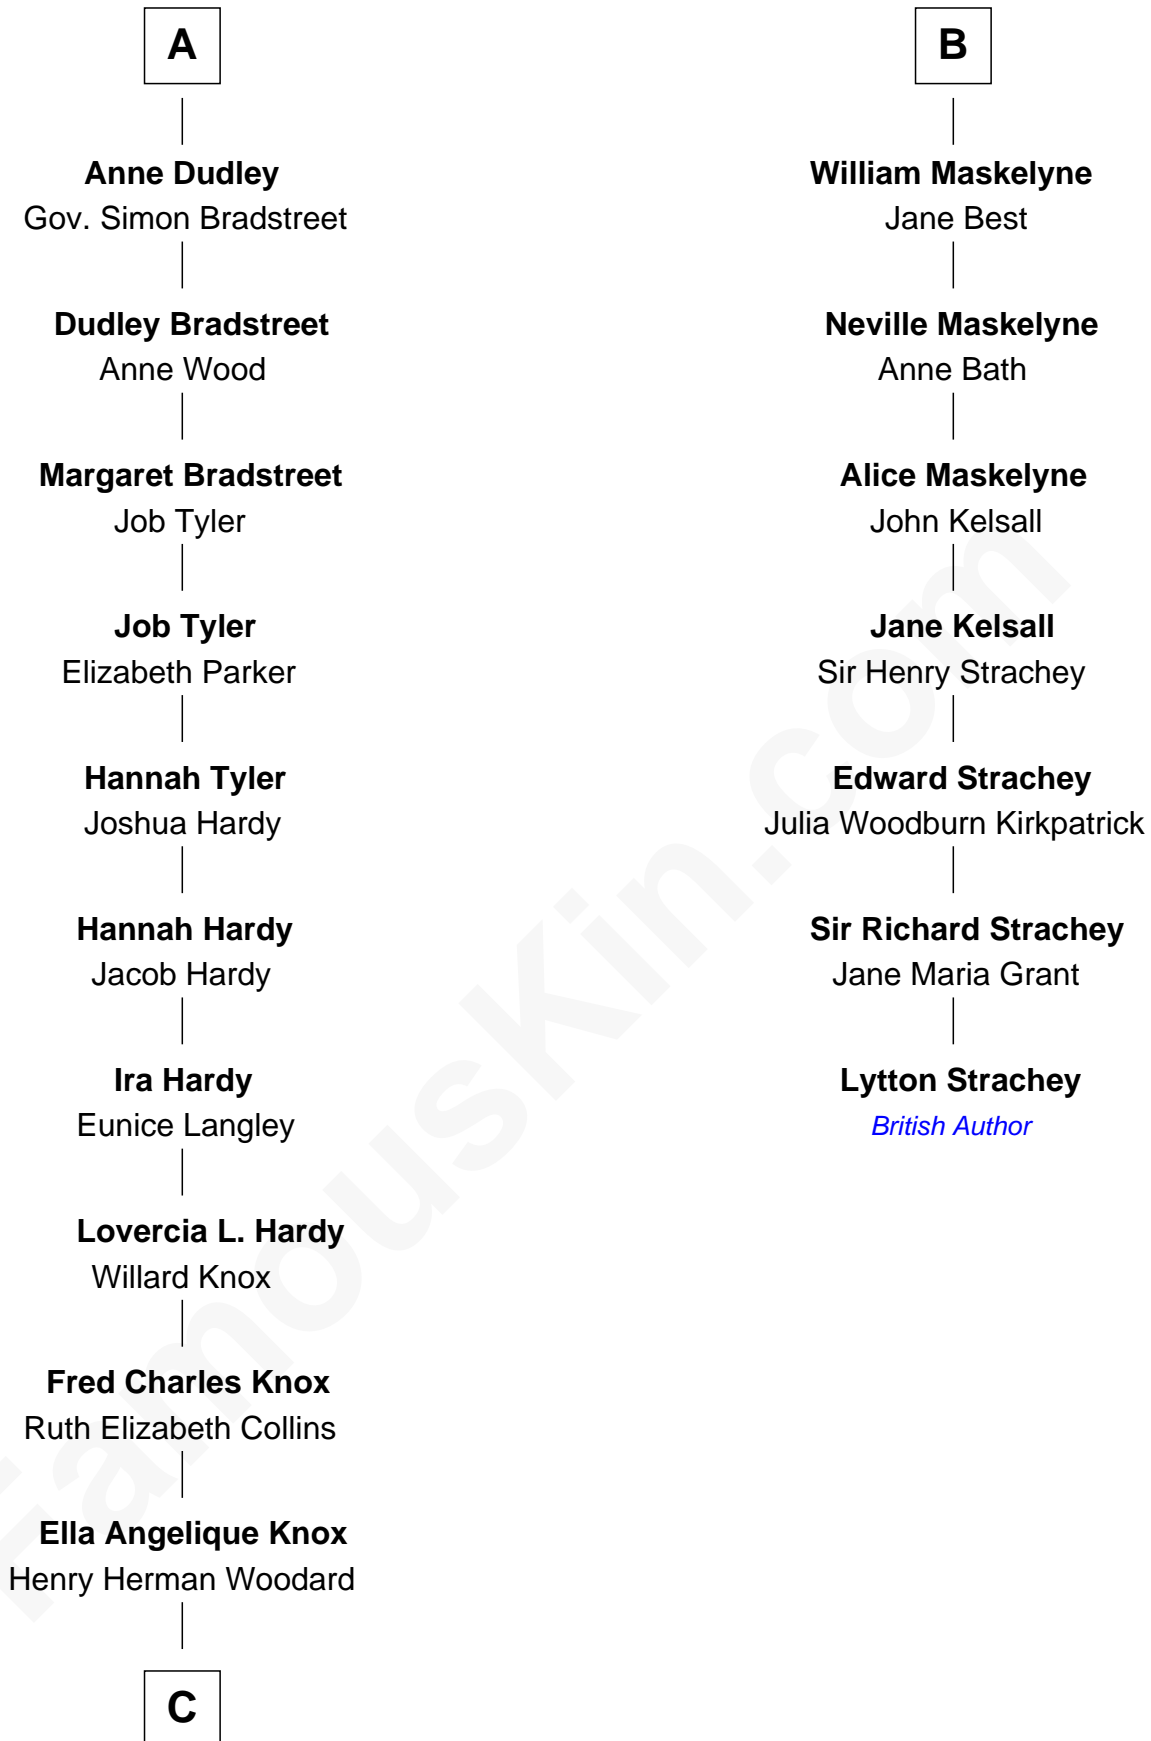 A
Anne Dudley
Gov. Simon Bradstreet
Dudley Bradstreet
Anne Wood
Margaret Bradstreet
Job Tyler
Job Tyler
Elizabeth Parker
Hannah Tyler
Joshua Hardy
Hannah Hardy
Jacob Hardy
Ira Hardy
Eunice Langley
Lovercia L. Hardy
Willard Knox
Fred Charles Knox
Ruth Elizabeth Collins
Ella Angelique Knox
Henry Herman Woodard
C
B
William Maskelyne
Jane Best
Neville Maskelyne
Anne Bath
Alice Maskelyne
John Kelsall
Jane Kelsall
Sir Henry Strachey
Edward Strachey
Julia Woodburn Kirkpatrick
Sir Richard Strachey
Jane Maria Grant
Lytton Strachey
British Author
FamousKin.com